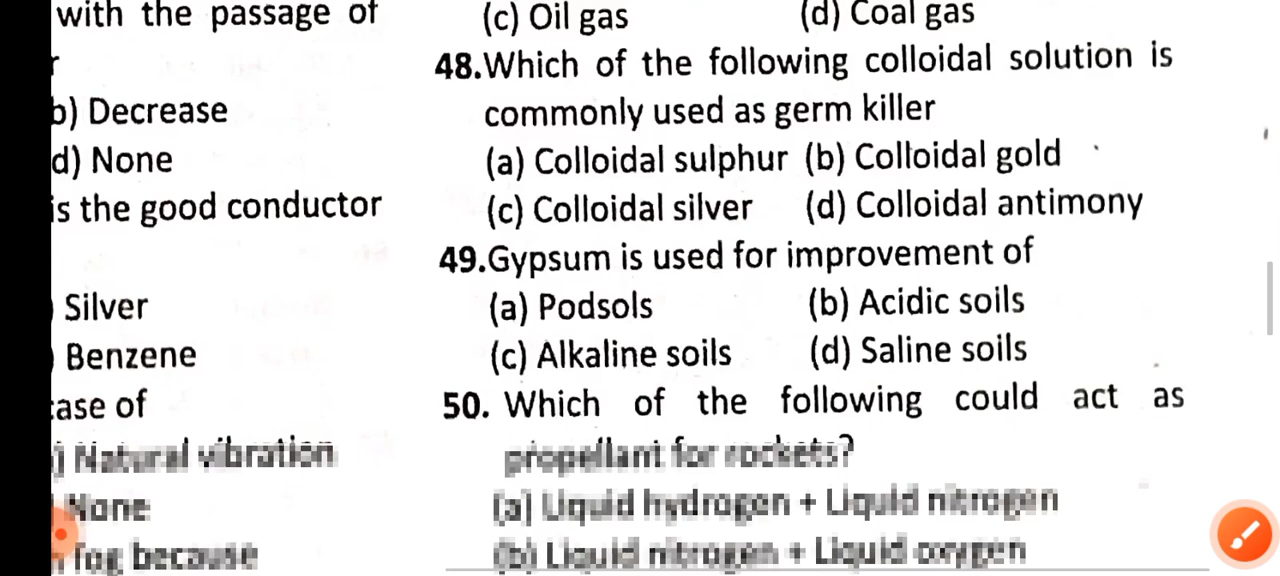 with the passage of
r
b) Decrease
d) None
is the good conductor
) Silver
) Benzene
ase of
) Natural vibration
None
fog because
(c) Oil gas (d) Coal gas
48.Which of the following colloidal solution is
commonly used as germ killer
(a) Colloidal sulphur (b) Colloidal gold
(c) Colloidal silver (d) Colloidal antimony
49.Gypsum is used for improvement of
(a) Podsols (b) Acidic soils
(c) Alkaline soils (d) Saline soils
50. Which of the following could act as
propellant for rockets?
(a) Liquid hydrogen + Liquid nitrogen
(b) Liquid nitrogen + Liquid oxygen